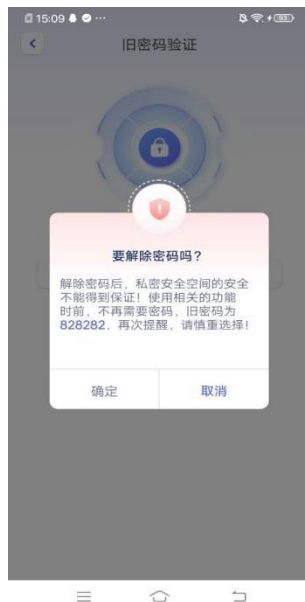 15:09
旧密码验证
要解除密码吗？
解除密码后，私密安全空间的安全
不能得到保证！使用相关的功能
时前，不再需要密码，旧密码为
828282，再次提醒，请慎重选择！
确定
取消